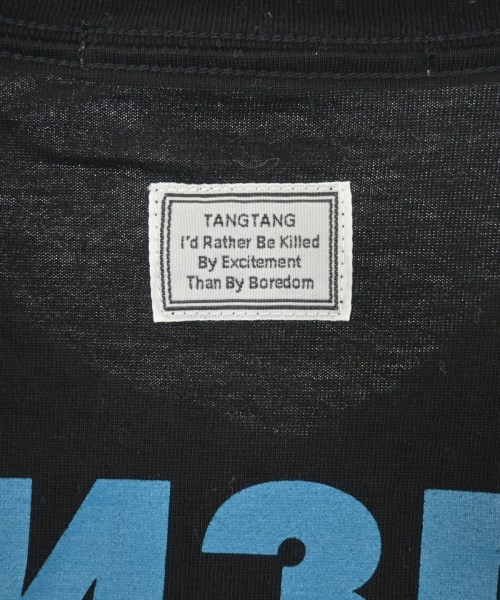 TANGTANG
I'd Rather Be Killed
By Excitement
Than By Boredom